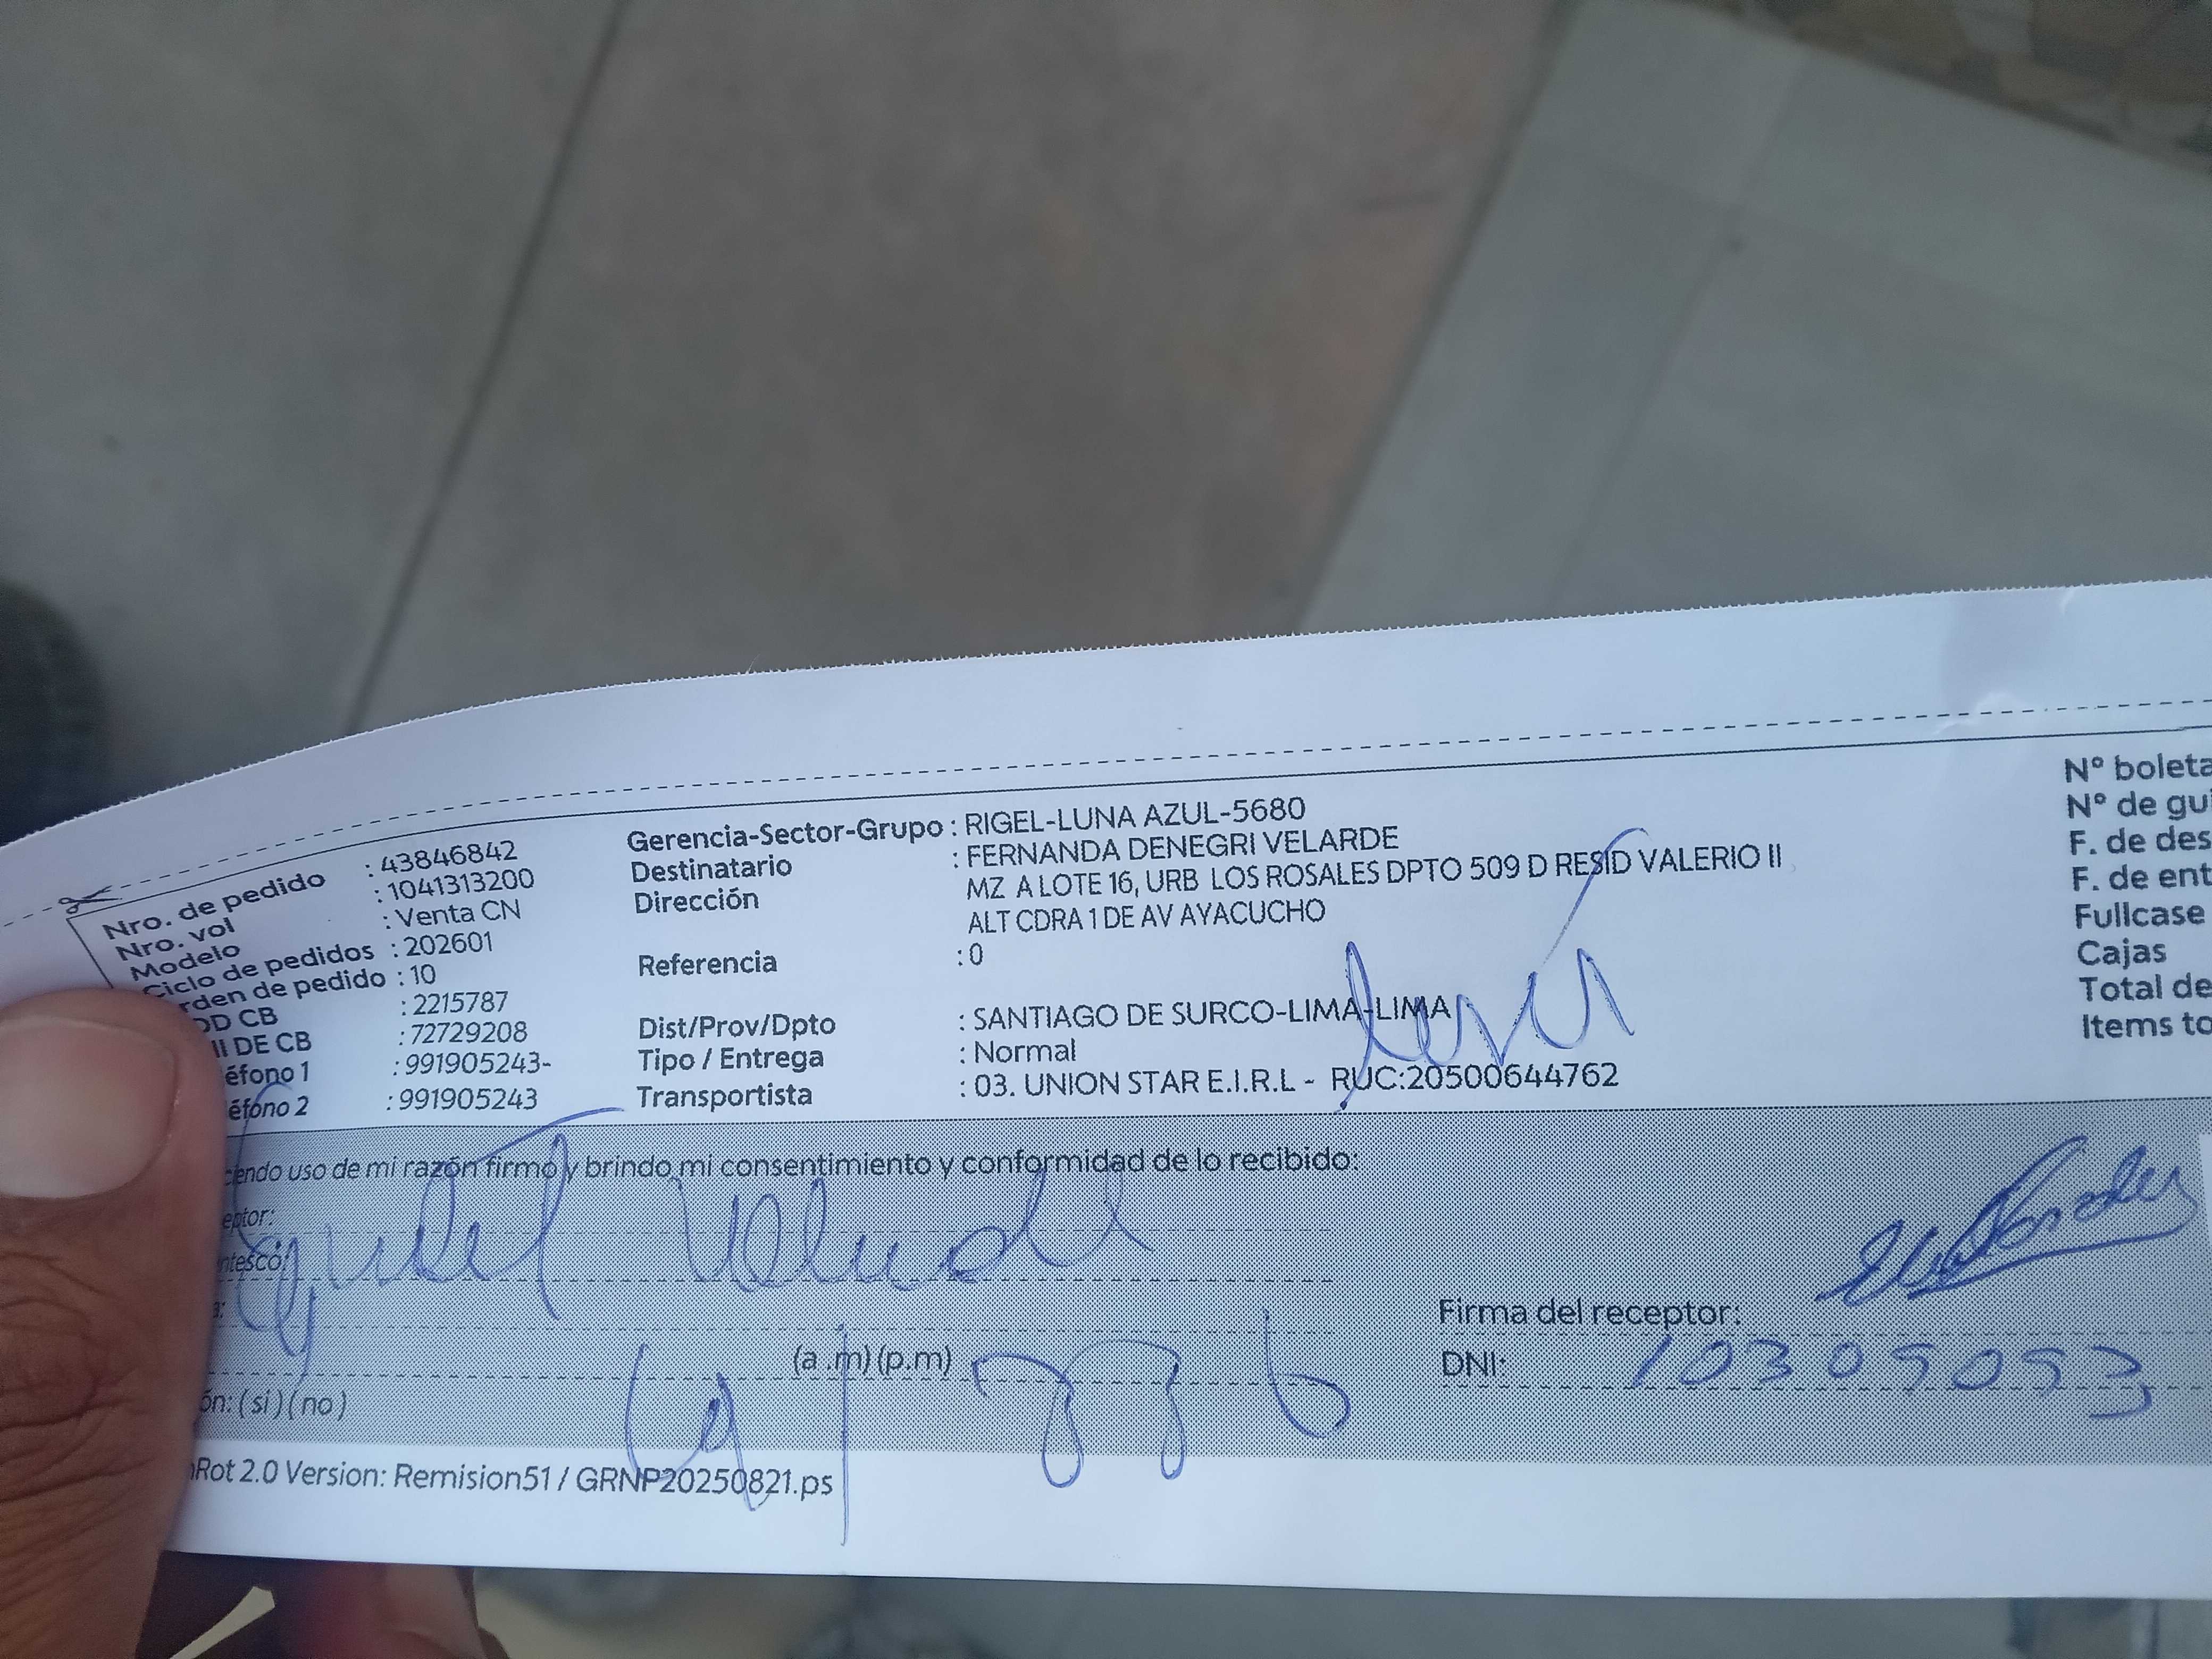 Nro. de pedido : 43846842
Nro. vol : 1041313200
Modelo : Venta CN
Ciclo de pedidos : 202601
rden de pedido : 10
OD CB : 2215787
II DE CB : 72729208
éfono 1 : 991905243-
éfono 2 : 991905243
Gerencia-Sector-Grupo : RIGEL-LUNA AZUL-5680
Destinatario : FERNANDA DENEGRI VELARDE
Dirección MZ A LOTE 16, URB LOS ROSALES DPTO 509 D RESID VALERIO II
ALT CDRA 1 DE AV AYACUCHO
Referencia : 0
Dist/Prov/Dpto : SANTIAGO DE SURCO-LIMA-LIMA
Tipo / Entrega : Normal
Transportista : 03. UNION STAR E.I.R.L - RUC:20500644762
Nº boleta
Nº de gui
F. de des
F. de ent
Fullcase
Cajas
Total de
Items to
ciendo uso de mi razón firmo y brindo mi consentimiento y conformidad de lo recibido:
eptor:
ntesco:
a:
(a .m) (p.m)
ón: ( si ) ( no )
Firma del receptor:
DNI: 10305053
Rot 2.0 Version: Remision51 / GRNP20250821.ps